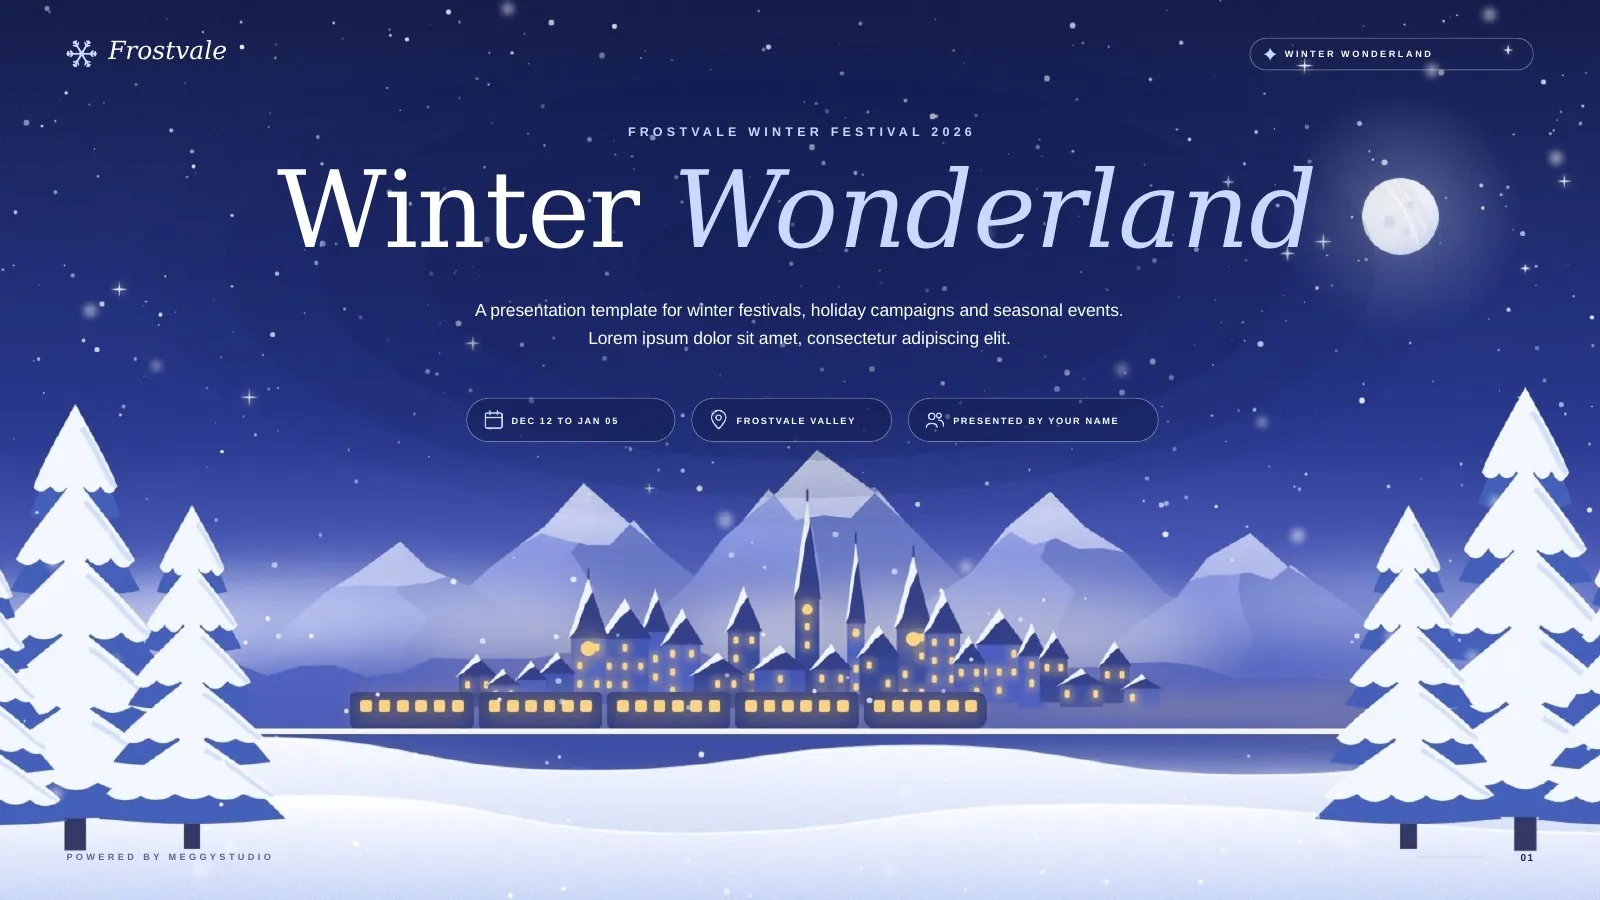 Frostvale
WINTER WONDERLAND
FROSTVALE WINTER FESTIVAL 2026
Winter Wonderland
A presentation template for winter festivals, holiday campaigns and seasonal events.
Lorem ipsum dolor sit amet, consectetur adipiscing elit.
DEC 12 TO JAN 05
FROSTVALE VALLEY
PRESENTED BY YOUR NAME
POWERED BY MEGGYSTUDIO
01